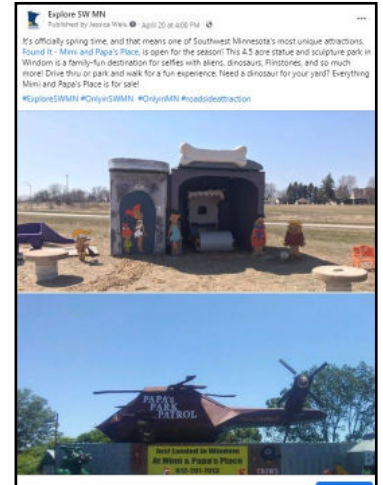 Explore SW MN
Published by Jessica Welu · April 20 at 4:00 PM ·
It's officially spring time, and that means one of Southwest Minnesota's most unique attractions,
Found It - Mimi and Papa's Place, is open for the season! This 4.5 acre statue and sculpture park in
Windom is a family-fun destination for selfies with aliens, dinosaurs, Flinstones, and so much
more! Drive thru or park and walk for a fun experience. Need a dinosaur for your yard? Everything
Mimi and Papa's Place is for sale!
#ExploreSWMN #OnlyinSWMN #OnlyinMN #roadsideattraction
PAPA's
PARK
PATROL
Just Landed in Windom
At Mimi & Papa's Place